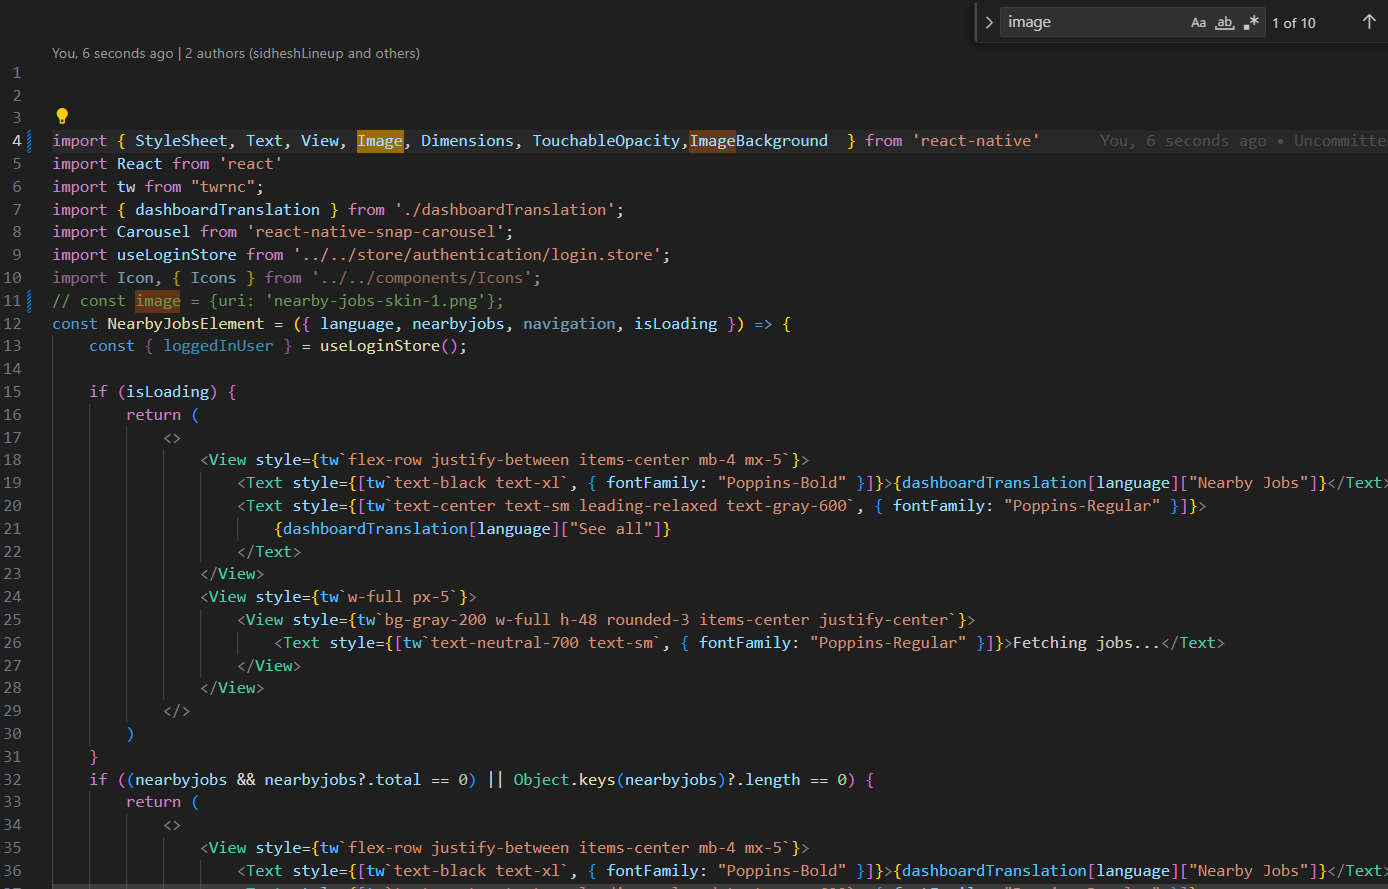 image Aa ab .* 1 of 10
You, 6 seconds ago | 2 authors (sidheshLineup and others)
1
2
3
4 import { StyleSheet, Text, View, Image, Dimensions, TouchableOpacity,ImageBackground  } from 'react-native' You, 6 seconds ago • Uncommitte
5 import React from 'react'
6 import tw from "twrnc";
7 import { dashboardTranslation } from './dashboardTranslation';
8 import Carousel from 'react-native-snap-carousel';
9 import useLoginStore from '../../store/authentication/login.store';
10 import Icon, { Icons } from '../../components/Icons';
11 // const image = {uri: 'nearby-jobs-skin-1.png'};
12 const NearbyJobsElement = ({ language, nearbyjobs, navigation, isLoading }) => {
13 const { loggedInUser } = useLoginStore();
14
15 if (isLoading) {
16 return (
17 <>
18 <View style={tw`flex-row justify-between items-center mb-4 mx-5`}>
19 <Text style={[tw`text-black text-xl`, { fontFamily: "Poppins-Bold" }]}>{dashboardTranslation[language]["Nearby Jobs"]}</Text>
20 <Text style={[tw`text-center text-sm leading-relaxed text-gray-600`, { fontFamily: "Poppins-Regular" }]}>
21 {dashboardTranslation[language]["See all"]}
22 </Text>
23 </View>
24 <View style={tw`w-full px-5`}>
25 <View style={tw`bg-gray-200 w-full h-48 rounded-3 items-center justify-center`}>
26 <Text style={[tw`text-neutral-700 text-sm`, { fontFamily: "Poppins-Regular" }]}>Fetching jobs...</Text>
27 </View>
28 </View>
29 </>
30 )
31 }
32 if ((nearbyjobs && nearbyjobs?.total == 0) || Object.keys(nearbyjobs)?.length == 0) {
33 return (
34 <>
35 <View style={tw`flex-row justify-between items-center mb-4 mx-5`}>
36 <Text style={[tw`text-black text-xl`, { fontFamily: "Poppins-Bold" }]}>{dashboardTranslation[language]["Nearby Jobs"]}</Text>